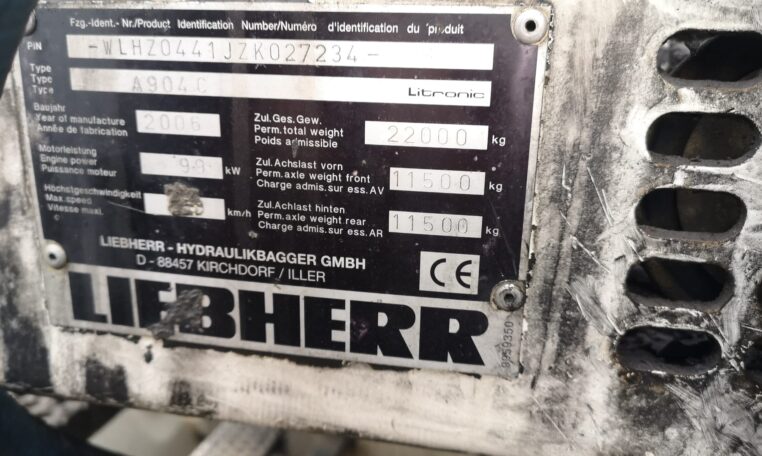 Fzg.-Ident.- Nr./Product Identification Number/Numéro d'identification du produit
PIN -WLHZ0441JZK027234-
Type
Type
Type
A904C Litronic
Baujahr
Year of manufacture
Année de fabrication
2006
Zul.Ges.Gew.
Perm.total weight
Poids admissible
22000 kg
Motorleistung
Engine power
Puissance moteur
90 kW
Zul.Achslast vorn
Perm.axle weight front
Charge admis.sur ess.AV
11500 kg
Höchstgeschwindigkeit
Max.speed
Vitesse maxi.
km/h
Zul.Achslast hinten
Perm.axle weight rear
Charge admis.sur ess.AR
11500 kg
LIEBHERR - HYDRAULIKBAGGER GMBH
D - 88457 KIRCHDORF / ILLER
CE
LIEBHERR